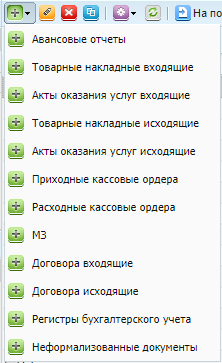 На по
Авансовые отчеты
Товарные накладные входящие
Акты оказания услуг входящие
Товарные накладные исходящие
Акты оказания услуг исходящие
Приходные кассовые ордера
Расходные кассовые ордера
М3
Договора входящие
Договора исходящие
Регистры бухгалтерского учета
Неформализованные документы